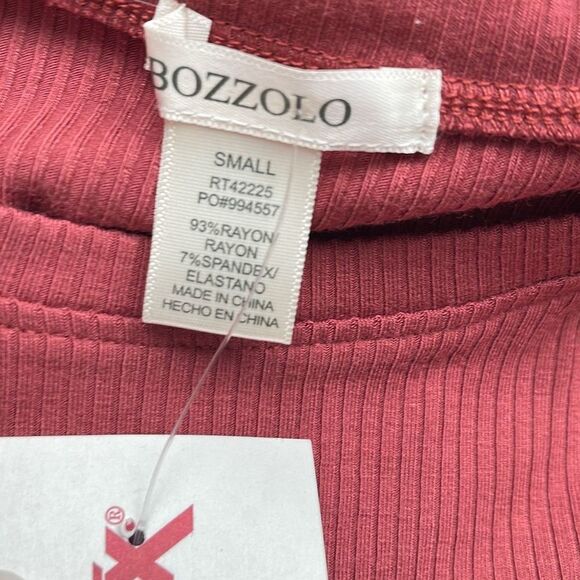 BOZZOLO
SMALL
RT42225
PO#994557
93%RAYON/
RAYON
7%SPANDEX/
ELASTANO
MADE IN CHINA
HECHO EN CHINA
X®